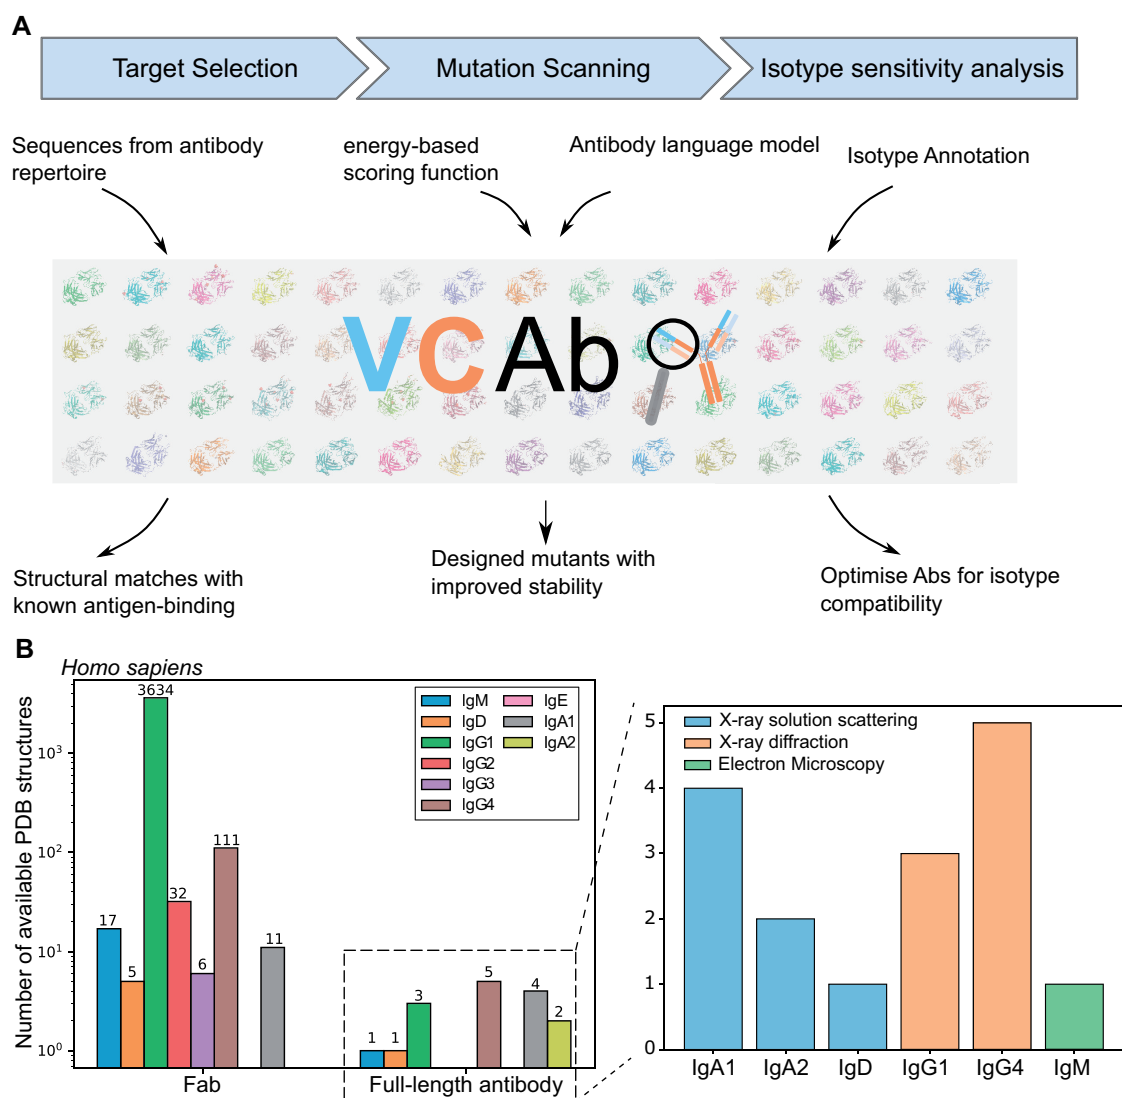 A
Target Selection
Mutation Scanning
Isotype sensitivity analysis
Sequences from antibody
repertoire
energy-based
scoring function
Antibody language model
Isotype Annotation
VCAb
Structural matches with
known antigen-binding
Designed mutants with
improved stability
Optimise Abs for isotype
compatibility
B
Homo sapiens
Number of available PDB structures
10³
10²
10¹
10⁰
17
5
3634
32
6
111
11
1
1
3
5
4
2
Fab
Full-length antibody
IgM
IgD
IgG1
IgG2
IgG3
IgG4
IgE
IgA1
IgA2
X-ray solution scattering
X-ray diffraction
Electron Microscopy
5
4
3
2
1
0
IgA1
IgA2
IgD
IgG1
IgG4
IgM